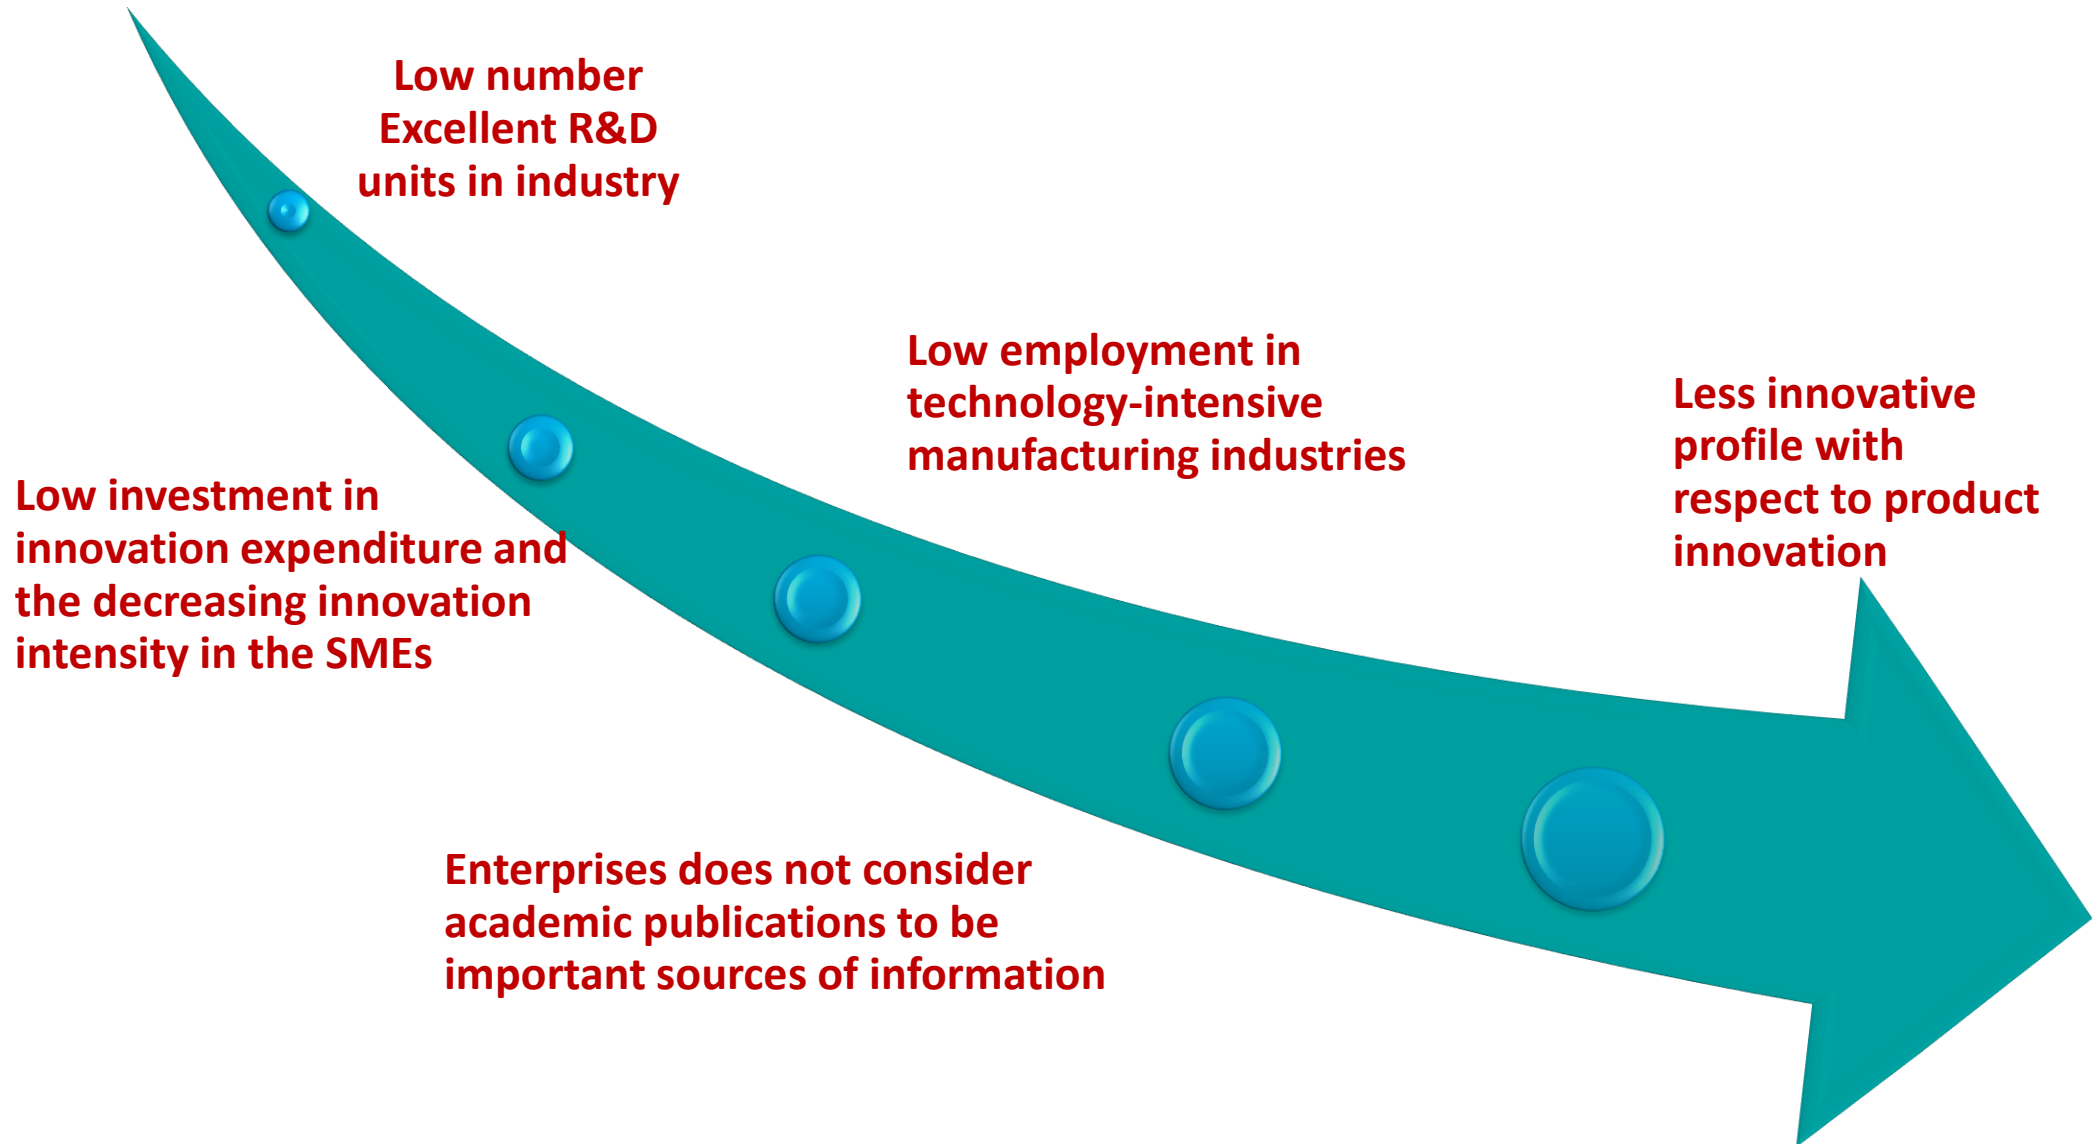 Low number
Excellent R&D
units in industry
Low investment in
innovation expenditure and
the decreasing innovation
intensity in the SMEs
Low employment in
technology-intensive
manufacturing industries
Enterprises does not consider
academic publications to be
important sources of information
Less innovative
profile with
respect to product
innovation